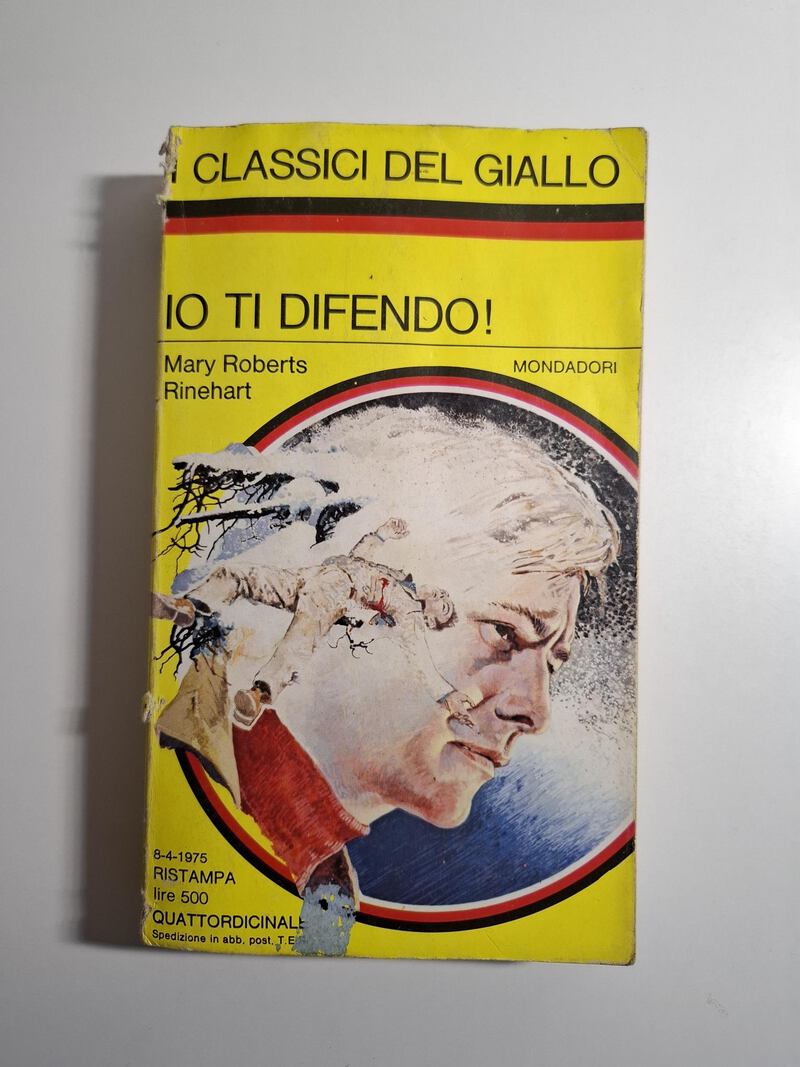 I CLASSICI DEL GIALLO
IO TI DIFENDO!
Mary Roberts
Rinehart
MONDADORI
8-4-1975
RISTAMPA
lire 500
QUATTORDICINALE
Spedizione in abb. post. T.E